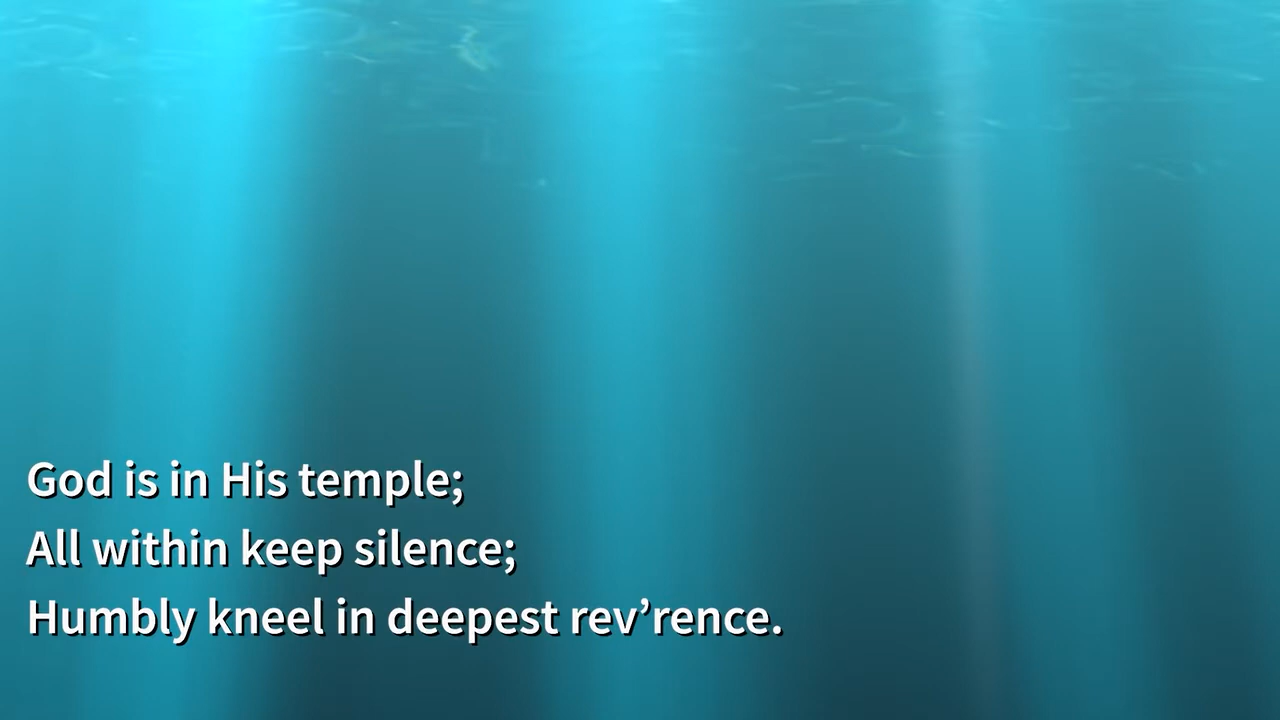 God is in His temple;
All within keep silence;
Humbly kneel in deepest rev’rence.